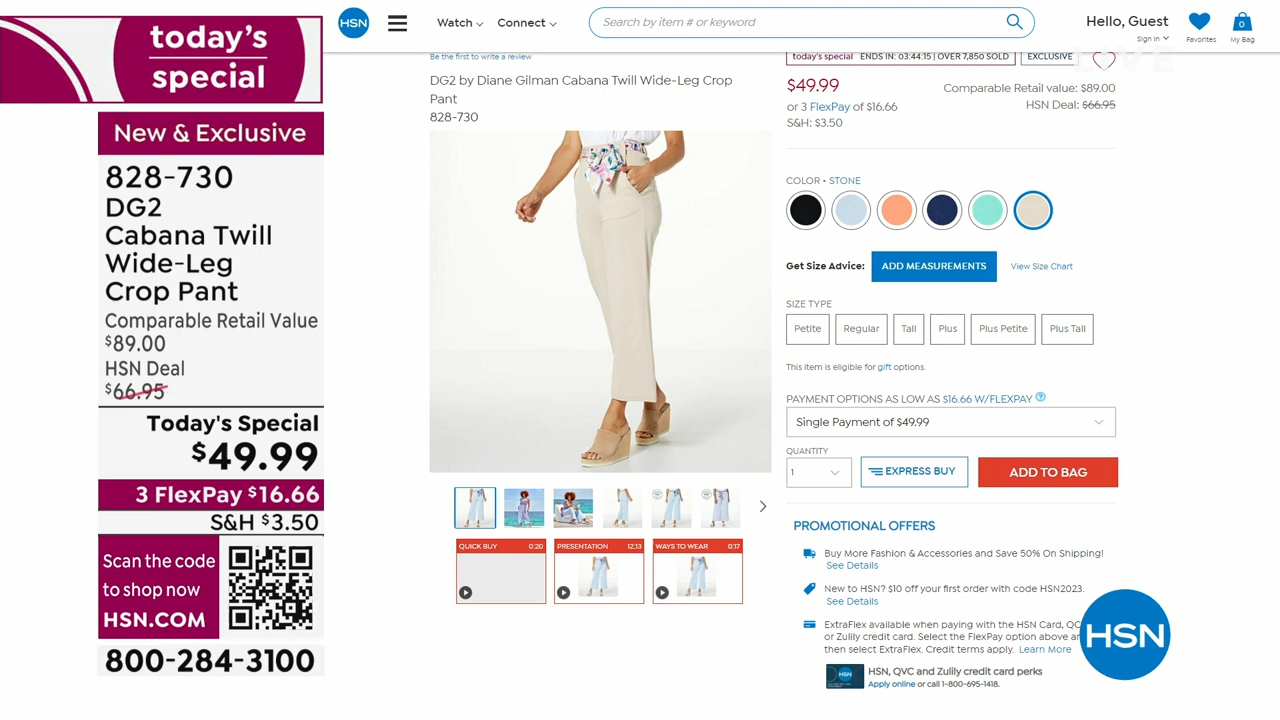 today's
special
New & Exclusive
828-730
DG2
Cabana Twill
Wide-Leg
Crop Pant
Comparable Retail Value
$89.00
HSN Deal
$66.95
Today's Special
$49.99
3 FlexPay $16.66
S&H $3.50
Scan the code
to shop now
HSN.COM
800-284-3100
HSN
Watch
Connect
Search by item # or keyword
Hello, Guest
Sign in
Favorites
0
My Bag
LOVE
Be the first to write a review
DG2 by Diane Gilman Cabana Twill Wide-Leg Crop
Pant
828-730
today's special ENDS IN: 03:44:15 | OVER 7,850 SOLD
EXCLUSIVE
$49.99
Comparable Retail value: $89.00
or 3 FlexPay of $16.66
HSN Deal: $66.95
S&H: $3.50
COLOR • STONE
Get Size Advice:
ADD MEASUREMENTS
View Size Chart
SIZE TYPE
Petite
Regular
Tall
Plus
Plus Petite
Plus Tall
This item is eligible for gift options.
PAYMENT OPTIONS AS LOW AS $16.66 W/FLEXPAY ?
Single Payment of $49.99
QUANTITY
1
EXPRESS BUY
ADD TO BAG
QUICK BUY 0:20
PRESENTATION 12:13
WAYS TO WEAR 0:17
PROMOTIONAL OFFERS
Buy More Fashion & Accessories and Save 50% On Shipping!
See Details
New to HSN? $10 off your first order with code HSN2023.
See Details
ExtraFlex available when paying with the HSN Card, QC
or Zulily credit card. Select the FlexPay option above an
then select ExtraFlex. Credit terms apply. Learn More
HSN, QVC and Zulily credit card perks
Apply online or call 1-800-695-1418.
HSN